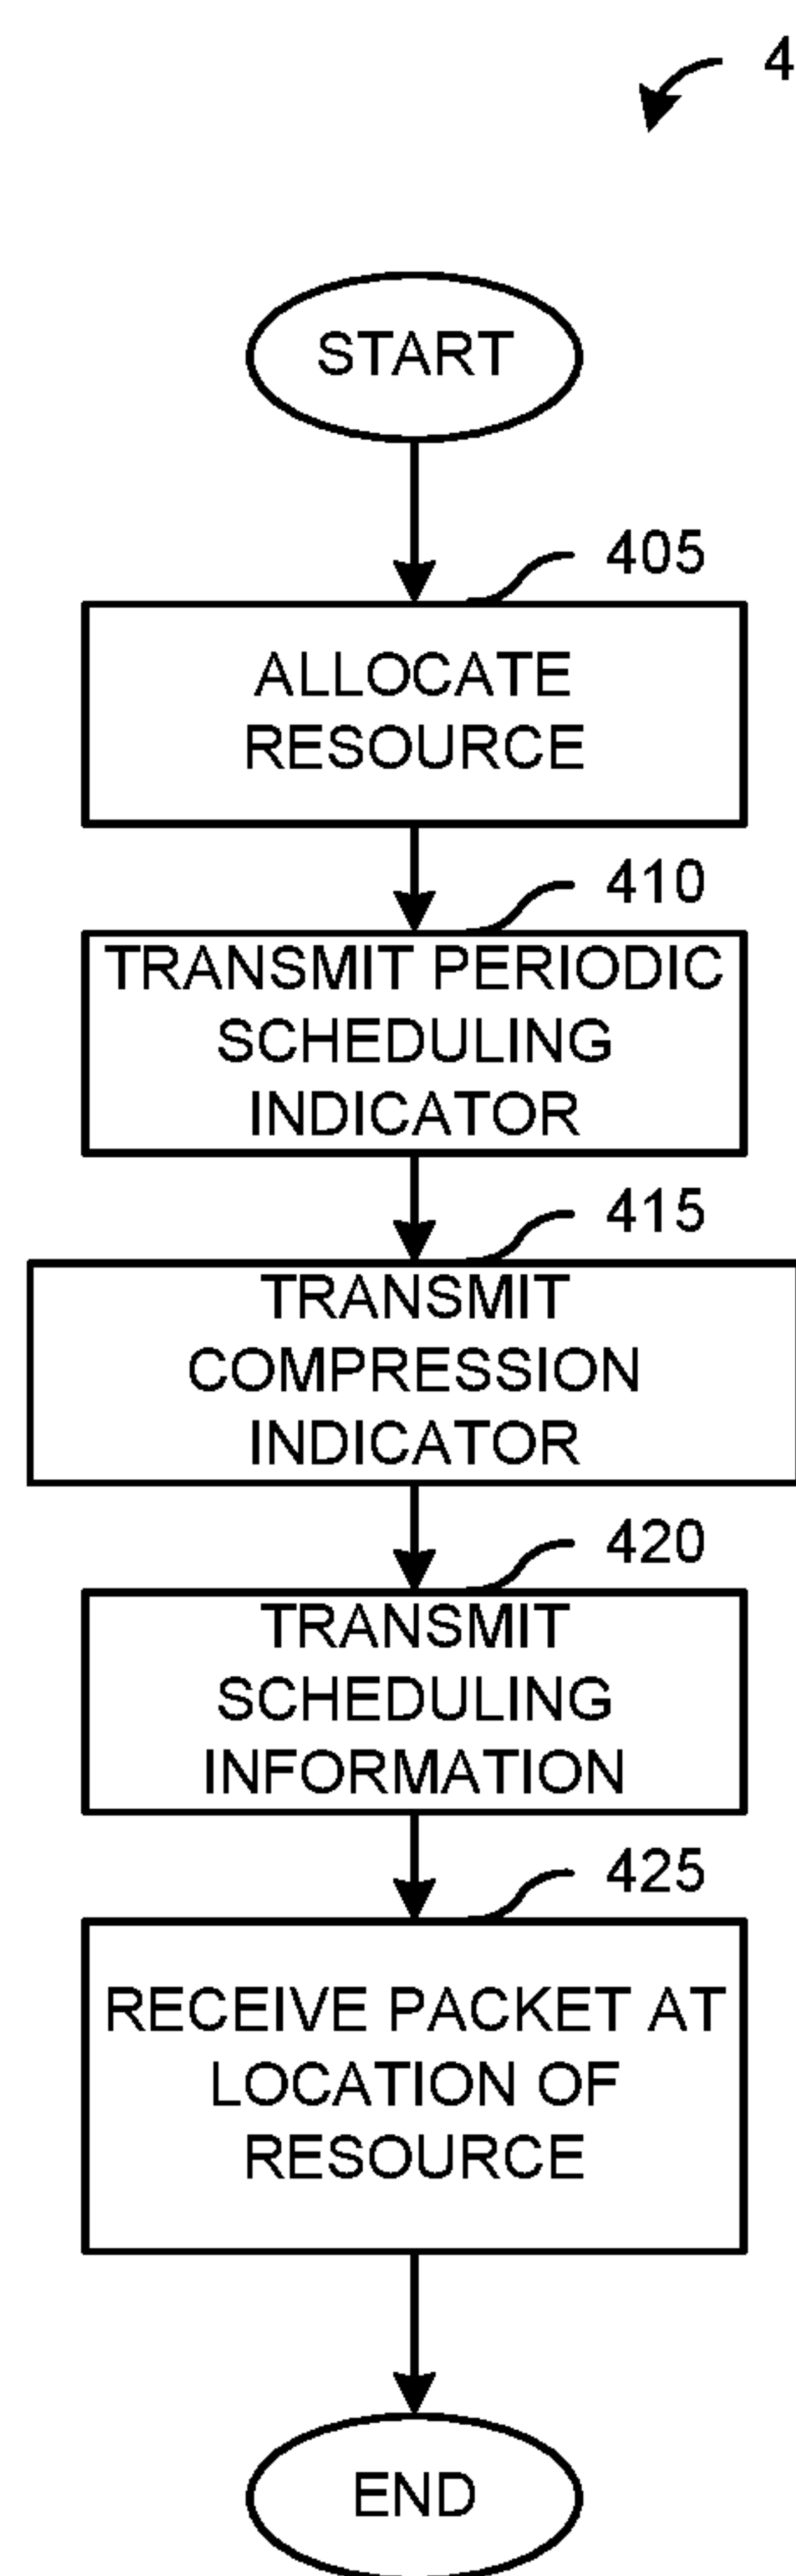 4
START
405
ALLOCATE
RESOURCE
410
TRANSMIT PERIODIC
SCHEDULING
INDICATOR
415
TRANSMIT
COMPRESSION
INDICATOR
420
TRANSMIT
SCHEDULING
INFORMATION
425
RECEIVE PACKET AT
LOCATION OF
RESOURCE
END